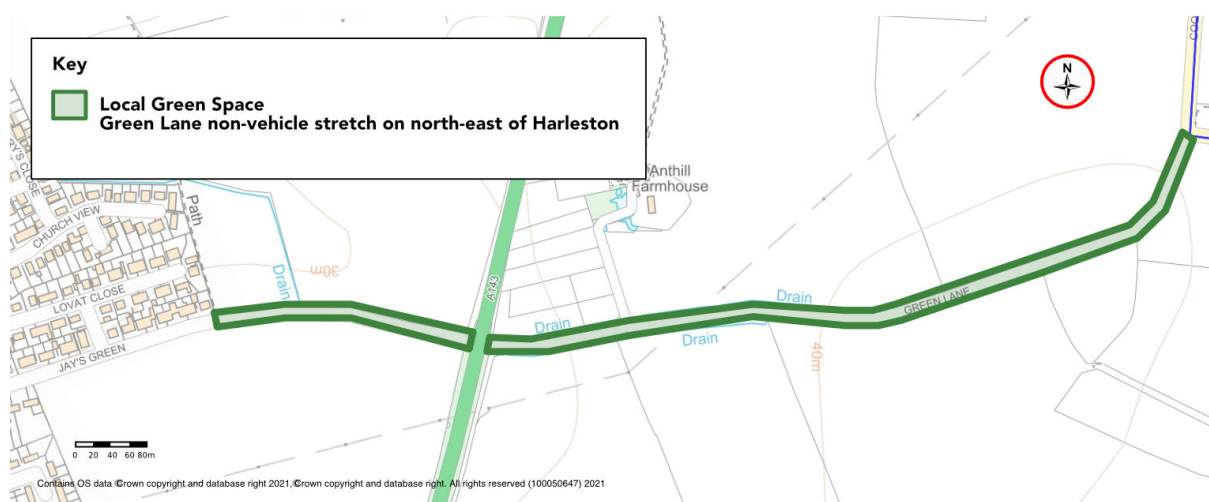 Key
Local Green Space
Green Lane non-vehicle stretch on north-east of Harleston
N
Anthill
Farmhouse
CHURCH VIEW
Path
LOVAT CLOSE
JAY'S GREEN
Drain
30m
A143
Drain
Drain
Drain
GREEN LANE
40m
0 20 40 60 80m
Contains OS data ©Crown copyright and database right 2021,©Crown copyright and database right. All rights reserved (100050647) 2021